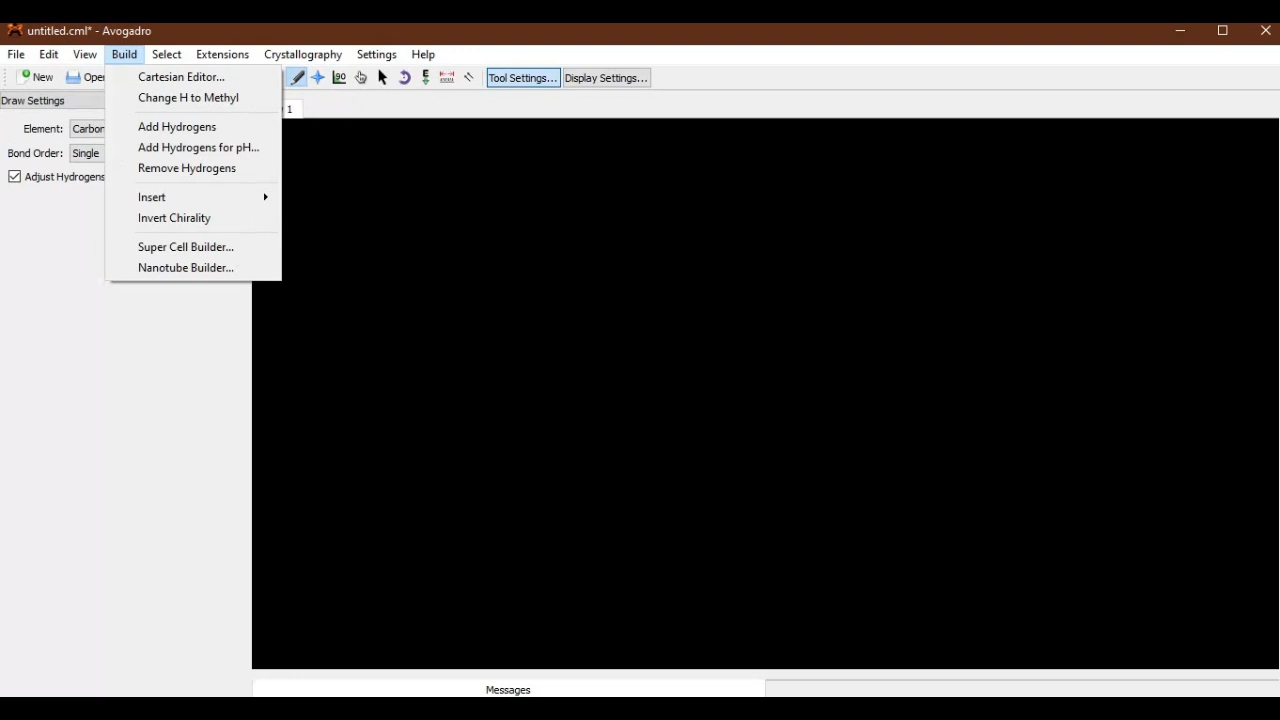 untitled.cml* - Avogadro
File Edit View Build Select Extensions Crystallography Settings Help
New Tool Settings... Display Settings...
Draw Settings 1
Element:
Bond Order: Single
Adjust Hydrogens
Cartesian Editor...
Change H to Methyl
Add Hydrogens
Add Hydrogens for pH...
Remove Hydrogens
Insert
Invert Chirality
Super Cell Builder...
Nanotube Builder...
Messages